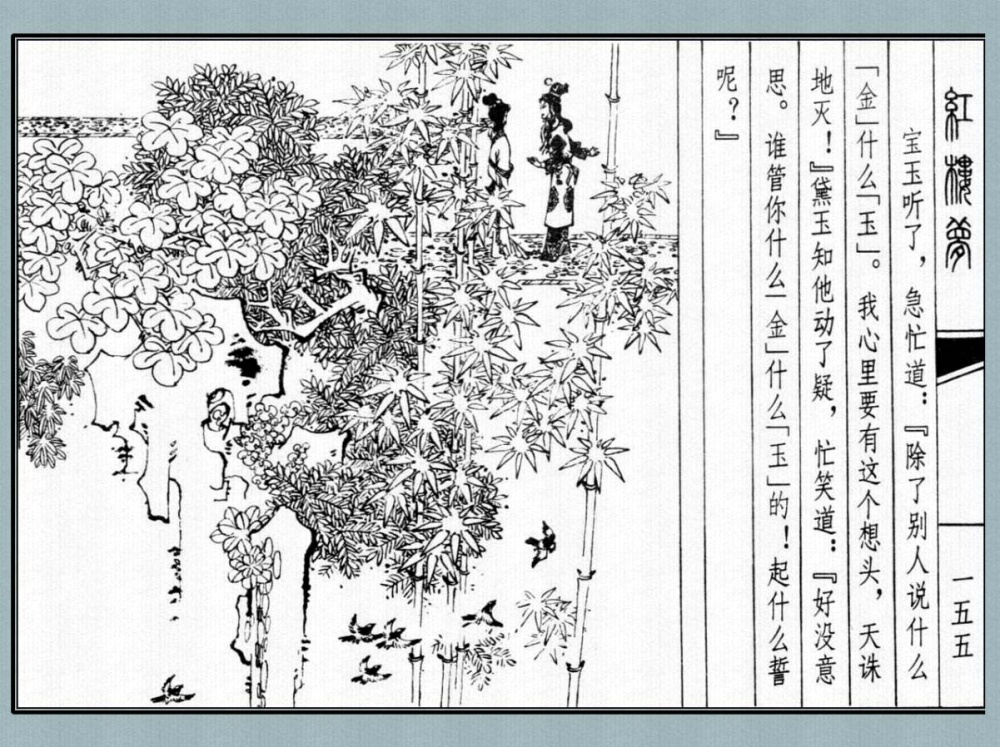 紅樓夢
一五五
宝玉听了，急忙道：『除了别人说什么
「金」什么「玉」。我心里要有这个想头，天诛
地灭！』黛玉知他动了疑，忙笑道：『好没意
思。谁管你什么「金」什么「玉」的！起什么誓
呢？』